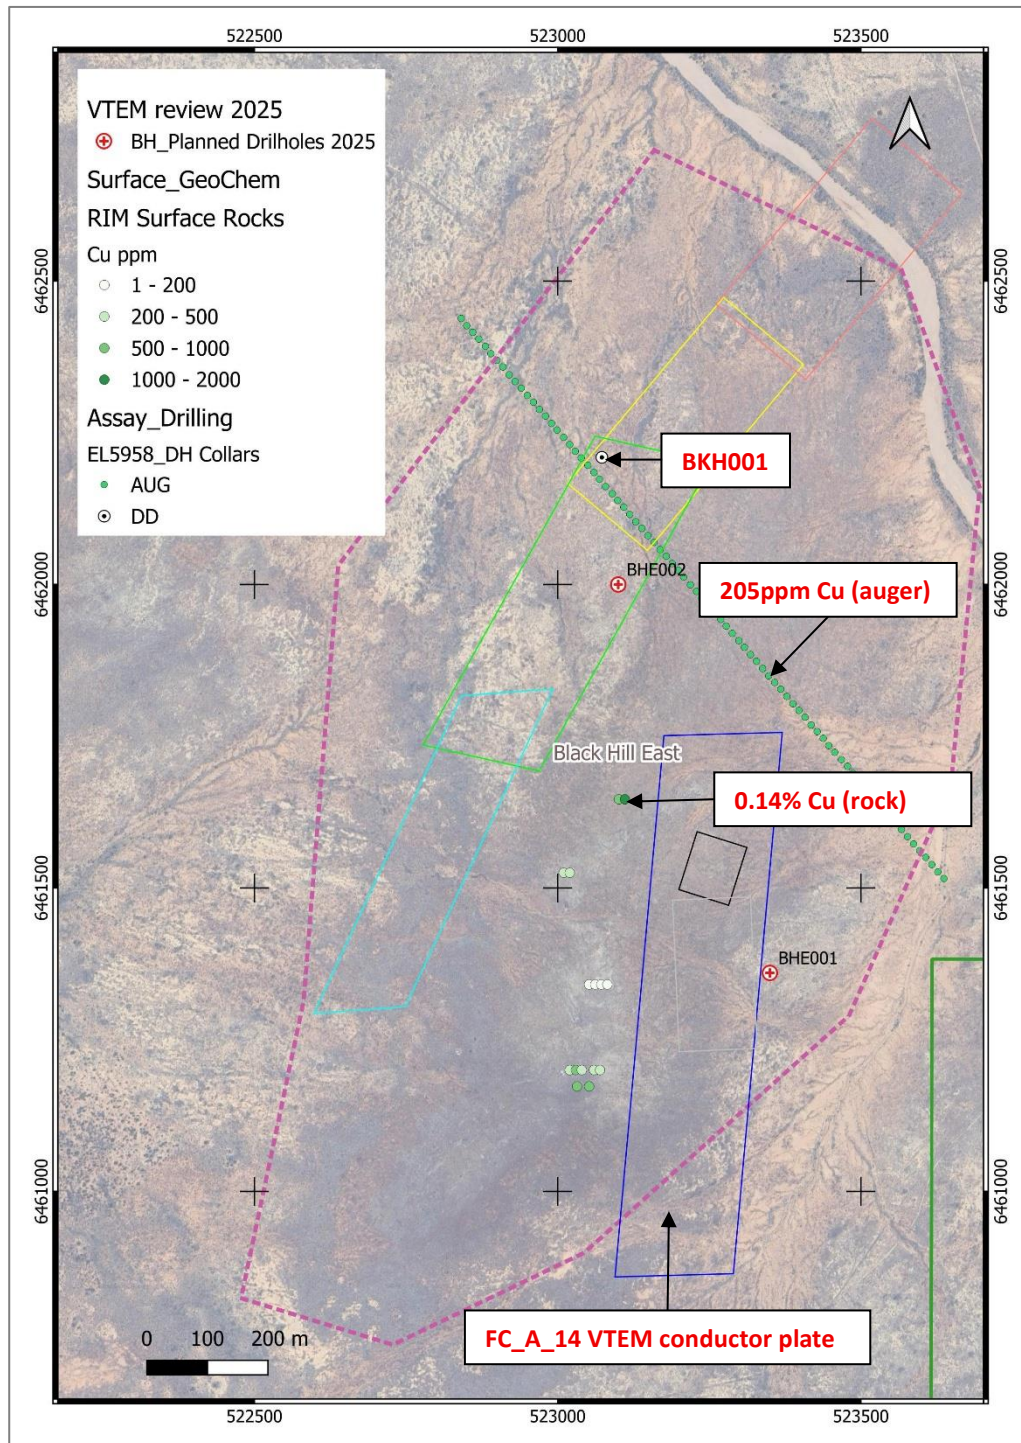 522500
523000
523500
VTEM review 2025
BH_Planned Drilholes 2025
Surface_GeoChem
RIM Surface Rocks
Cu ppm
1 - 200
200 - 500
500 - 1000
1000 - 2000
Assay_Drilling
EL5958_DH Collars
AUG
DD
6462500
6462500
BKH001
BHE002
6462000
6462000
205ppm Cu (auger)
Black Hill East
0.14% Cu (rock)
6461500
6461500
BHE001
6461000
6461000
FC_A_14 VTEM conductor plate
0 100 200 m
522500
523000
523500